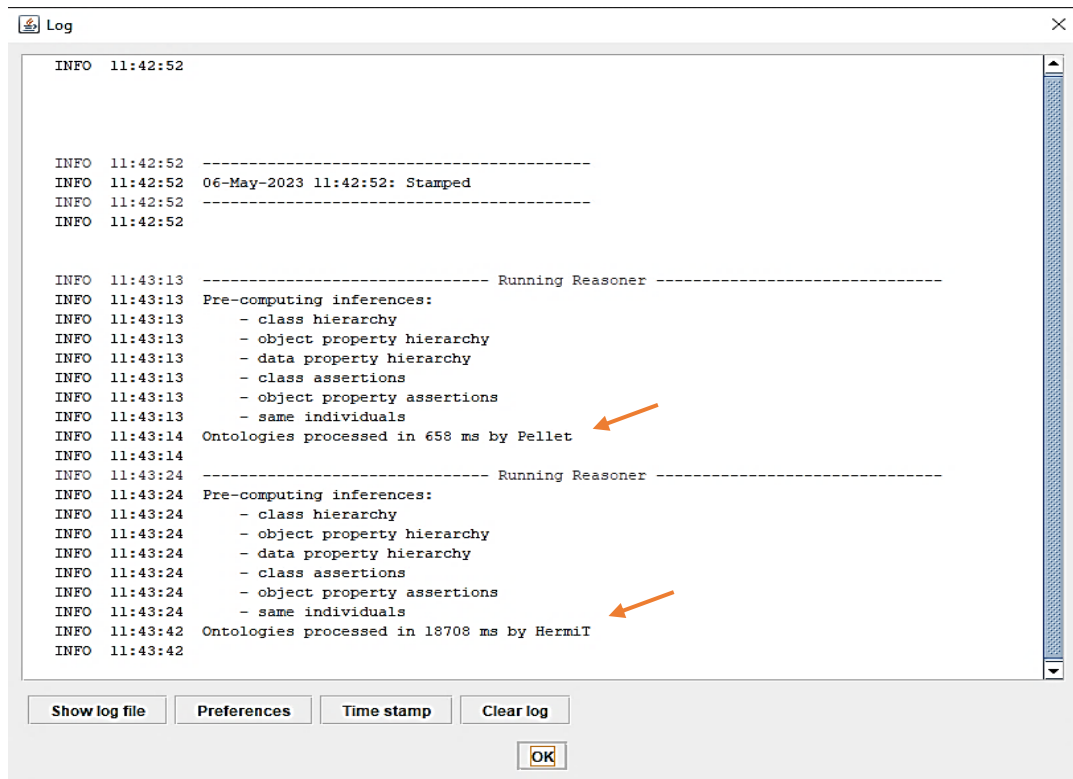 Log
INFO 11:42:52
INFO 11:42:52 ------------------------------------------
INFO 11:42:52 06-May-2023 11:42:52: Stamped
INFO 11:42:52 ------------------------------------------
INFO 11:42:52
INFO 11:43:13 ------------------------------- Running Reasoner -------------------------------
INFO 11:43:13 Pre-computing inferences:
INFO 11:43:13     - class hierarchy
INFO 11:43:13     - object property hierarchy
INFO 11:43:13     - data property hierarchy
INFO 11:43:13     - class assertions
INFO 11:43:13     - object property assertions
INFO 11:43:13     - same individuals
INFO 11:43:14 Ontologies processed in 658 ms by Pellet
INFO 11:43:14
INFO 11:43:24 ------------------------------- Running Reasoner -------------------------------
INFO 11:43:24 Pre-computing inferences:
INFO 11:43:24     - class hierarchy
INFO 11:43:24     - object property hierarchy
INFO 11:43:24     - data property hierarchy
INFO 11:43:24     - class assertions
INFO 11:43:24     - object property assertions
INFO 11:43:24     - same individuals
INFO 11:43:42 Ontologies processed in 18708 ms by HermiT
INFO 11:43:42
Show log file Preferences Time stamp Clear log
OK